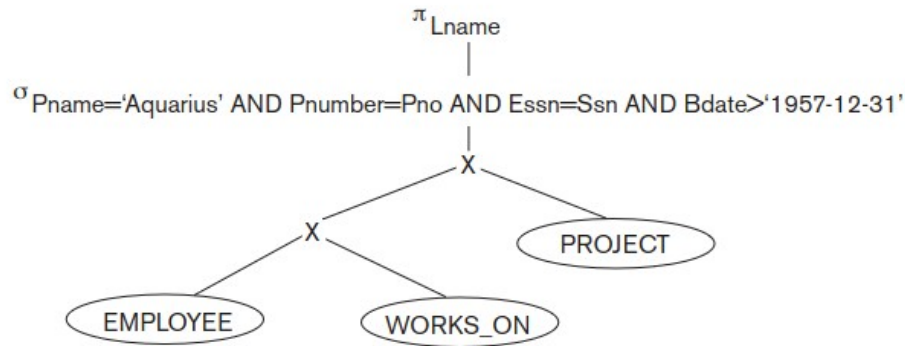 π Lname
σ Pname=‘Aquarius’ AND Pnumber=Pno AND Essn=Ssn AND Bdate>‘1957-12-31’
X
X
PROJECT
EMPLOYEE WORKS_ON